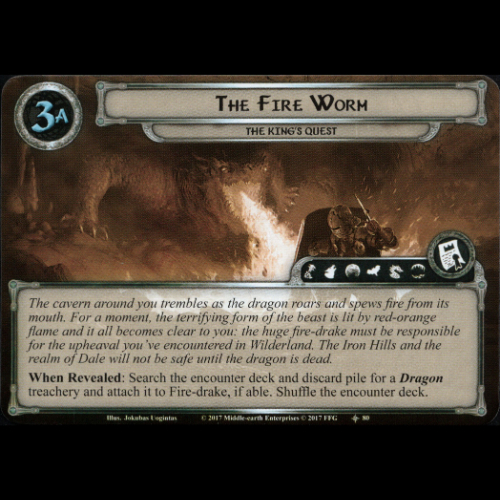 3A
THE FIRE WORM
THE KING'S QUEST
The cavern around you trembles as the dragon roars and spews fire from its
mouth. For a moment, the terrifying form of the beast is lit by red-orange
flame and it all becomes clear to you: the huge fire-drake must be responsible
for the upheaval you've encountered in Wilderland. The Iron Hills and the
realm of Dale will not be safe until the dragon is dead.
When Revealed: Search the encounter deck and discard pile for a Dragon
treachery and attach it to Fire-drake, if able. Shuffle the encounter deck.
Illus. Jokubas Uogintas © 2017 Middle-earth Enterprises © 2017 FFG 80